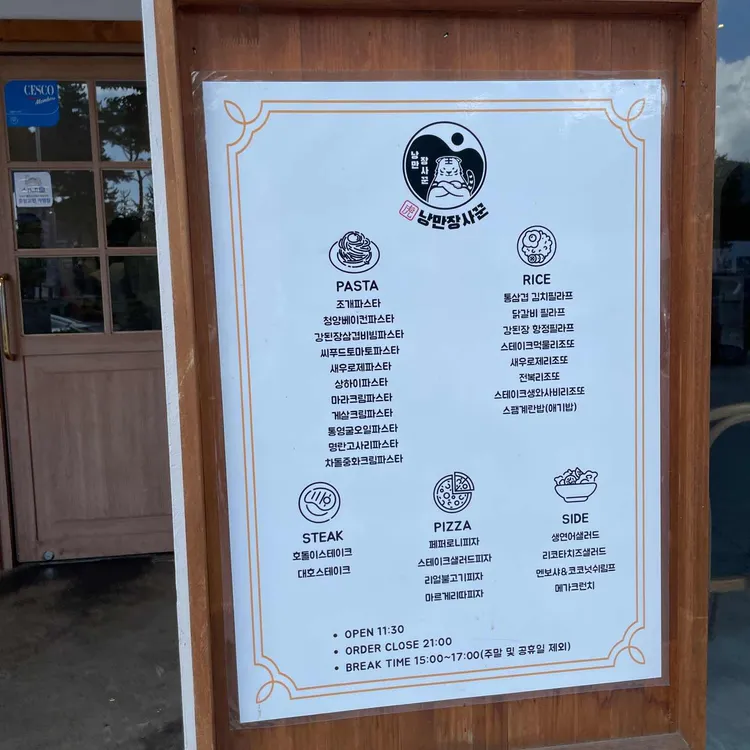 CESCO
Members
낭만
장사꾼
낭만장사꾼
PASTA
조개파스타
청양베이컨파스타
강된장삼겹비빔파스타
씨푸드토마토파스타
새우로제파스타
상하이파스타
마라크림파스타
게살크림파스타
통영굴오일파스타
명란고사리파스타
차돌중화크림파스타
RICE
통삼겹 김치필라프
닭갈비 필라프
강된장 항정필라프
스테이크먹물리조또
새우로제리조또
전복리조또
스테이크생와사비리조또
스팸계란밥(애기밥)
STEAK
호돌이스테이크
대호스테이크
PIZZA
페퍼로니피자
스테이크샐러드피자
리얼불고기피자
마르게리따피자
SIDE
생연어샐러드
리코타치즈샐러드
멘보샤&코코넛쉬림프
메가크런치
• OPEN 11:30
• ORDER CLOSE 21:00
• BREAK TIME 15:00~17:00(주말 및 공휴일 제외)